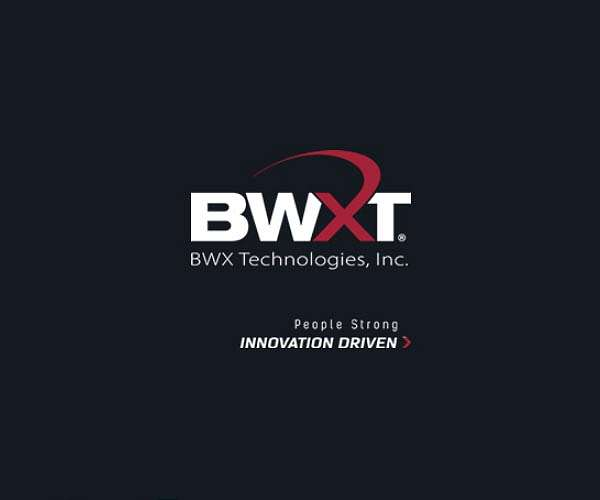 BWXT®
BWX Technologies, Inc.
People Strong
INNOVATION DRIVEN